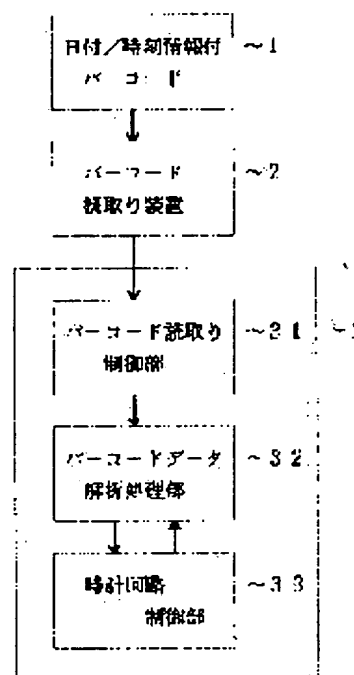 日付／時刻情報付 ～1
バーコード
バーコード ～2
読取り装置
バーコード読取り ～31
制御部
バーコードデータ ～32
解析処理部
時計回路 ～33
制御部